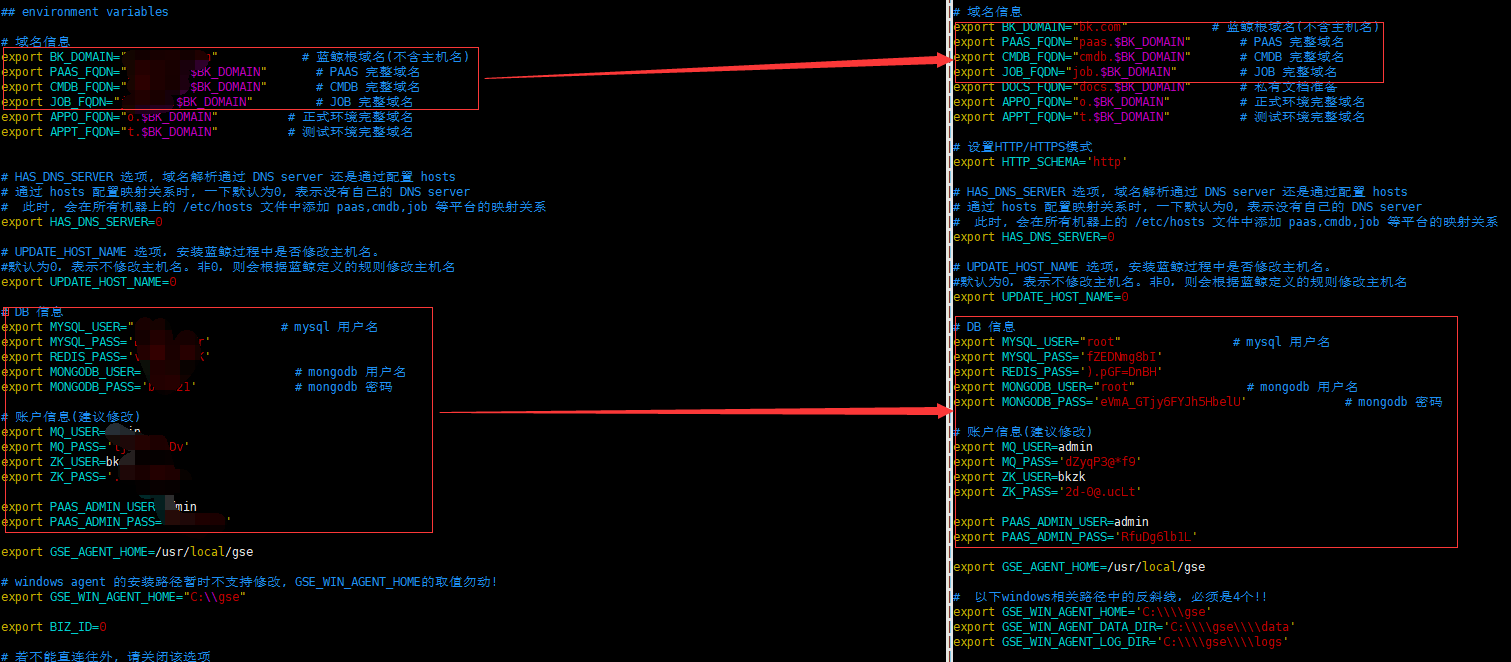 ## environment variables
# 域名信息
export BK_DOMAIN=" # 蓝鲸根域名(不含主机名)
export PAAS_FQDN=" $BK_DOMAIN" # PAAS 完整域名
export CMDB_FQDN=" $BK_DOMAIN" # CMDB 完整域名
export JOB_FQDN=" $BK_DOMAIN" # JOB 完整域名
export APPO_FQDN="o.$BK_DOMAIN" # 正式环境完整域名
export APPT_FQDN="t.$BK_DOMAIN" # 测试环境完整域名
# HAS_DNS_SERVER 选项, 域名解析通过 DNS server 还是通过配置 hosts
# 通过 hosts 配置映射关系时, 一下默认为0, 表示没有自己的 DNS server
# 此时, 会在所有机器上的 /etc/hosts 文件中添加 paas,cmdb,job 等平台的映射关系
export HAS_DNS_SERVER=0
# UPDATE_HOST_NAME 选项, 安装蓝鲸过程中是否修改主机名。
#默认为0, 表示不修改主机名。非0, 则会根据蓝鲸定义的规则修改主机名
export UPDATE_HOST_NAME=0
# DB 信息
export MYSQL_USER=" # mysql 用户名
export MYSQL_PASS='
export REDIS_PASS='
export MONGODB_USER= # mongodb 用户名
export MONGODB_PASS=' # mongodb 密码
# 账户信息(建议修改)
export MQ_USER=
export MQ_PASS='
export ZK_USER=bk
export ZK_PASS='
export PAAS_ADMIN_USER
export PAAS_ADMIN_PASS=
export GSE_AGENT_HOME=/usr/local/gse
# windows agent 的安装路径暂时不支持修改, GSE_WIN_AGENT_HOME的取值勿动!
export GSE_WIN_AGENT_HOME="C:\\gse"
export BIZ_ID=0
# 若不能直连往外, 请关闭该选项
# 域名信息
export BK_DOMAIN="bk.com" # 蓝鲸根域名(不含主机名)
export PAAS_FQDN="paas.$BK_DOMAIN" # PAAS 完整域名
export CMDB_FQDN="cmdb.$BK_DOMAIN" # CMDB 完整域名
export JOB_FQDN="job.$BK_DOMAIN" # JOB 完整域名
export DOCS_FQDN="docs.$BK_DOMAIN" # 私有文档准备
export APPO_FQDN="o.$BK_DOMAIN" # 正式环境完整域名
export APPT_FQDN="t.$BK_DOMAIN" # 测试环境完整域名
# 设置HTTP/HTTPS模式
export HTTP_SCHEMA='http'
# HAS_DNS_SERVER 选项, 域名解析通过 DNS server 还是通过配置 hosts
# 通过 hosts 配置映射关系时, 一下默认为0, 表示没有自己的 DNS server
# 此时, 会在所有机器上的 /etc/hosts 文件中添加 paas,cmdb,job 等平台的映射关系
export HAS_DNS_SERVER=0
# UPDATE_HOST_NAME 选项, 安装蓝鲸过程中是否修改主机名。
#默认为0, 表示不修改主机名。非0, 则会根据蓝鲸定义的规则修改主机名
export UPDATE_HOST_NAME=0
# DB 信息
export MYSQL_USER="root" # mysql 用户名
export MYSQL_PASS='fZEDNmg8bI'
export REDIS_PASS=').pGF=DnBH'
export MONGODB_USER="root" # mongodb 用户名
export MONGODB_PASS='eVmA_GTjy6FYJh5HbelU' # mongodb 密码
# 账户信息(建议修改)
export MQ_USER=admin
export MQ_PASS='dZyqP3@*f9'
export ZK_USER=bkzk
export ZK_PASS='2d-0@.ucLt'
export PAAS_ADMIN_USER=admin
export PAAS_ADMIN_PASS='RfuDg6lb1L'
export GSE_AGENT_HOME=/usr/local/gse
# 以下windows相关路径中的反斜线, 必须是4个!!
export GSE_WIN_AGENT_HOME='C:\\\\gse'
export GSE_WIN_AGENT_DATA_DIR='C:\\\\gse\\\\data'
export GSE_WIN_AGENT_LOG_DIR='C:\\\\gse\\\\logs'